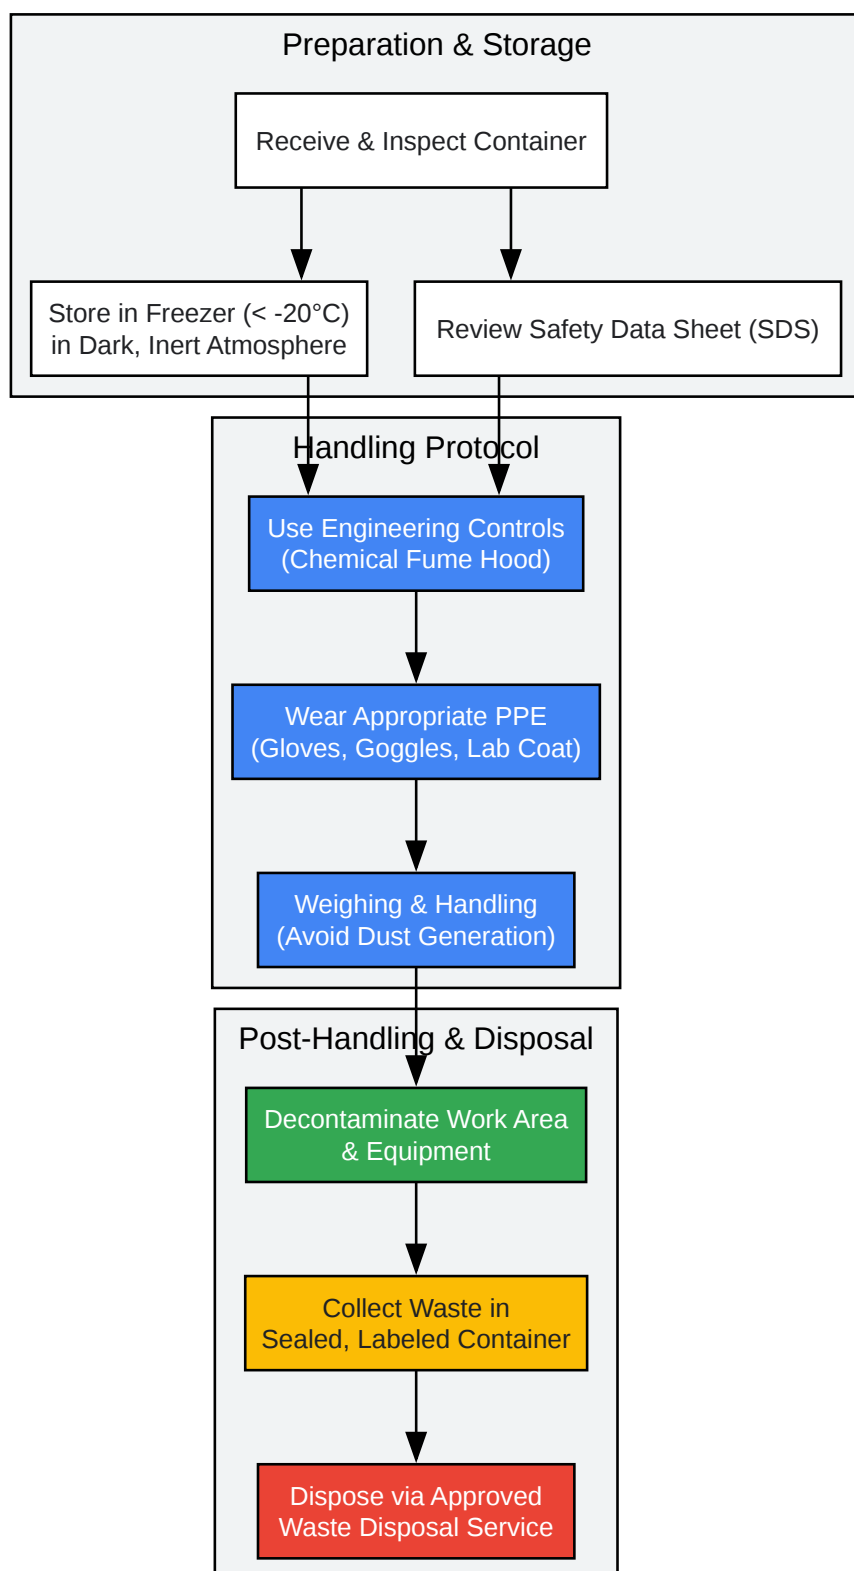 Preparation & Storage
Receive & Inspect Container
Store in Freezer (< -20°C)
in Dark, Inert Atmosphere
Review Safety Data Sheet (SDS)
Handling Protocol
Use Engineering Controls
(Chemical Fume Hood)
Wear Appropriate PPE
(Gloves, Goggles, Lab Coat)
Weighing & Handling
(Avoid Dust Generation)
Post-Handling & Disposal
Decontaminate Work Area
& Equipment
Collect Waste in
Sealed, Labeled Container
Dispose via Approved
Waste Disposal Service